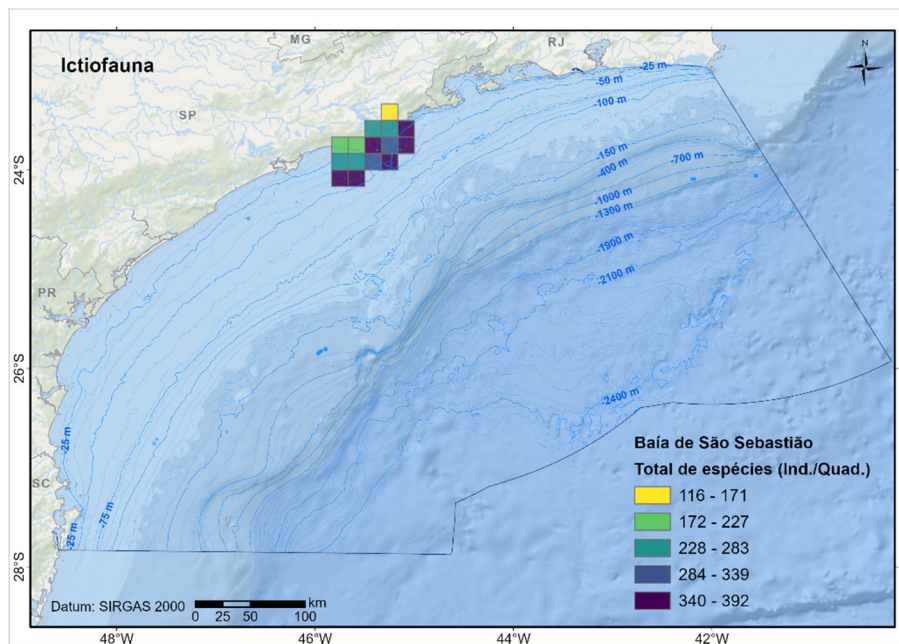 MG
RJ
N
Ictiofauna
-25 m
-50 m
-100 m
SP
-150 m
-700 m
-400 m
24°S
-1000 m
-1300 m
-1900 m
-2100 m
PR
26°S
-2400 m
-25 m
Baía de São Sebastião
Total de espécies (Ind./Quad.)
SC
116 - 171
-75 m
172 - 227
-25 m
228 - 283
28°S
284 - 339
Datum: SIRGAS 2000
km
340 - 392
0 25 50 100
48°W 46°W 44°W 42°W